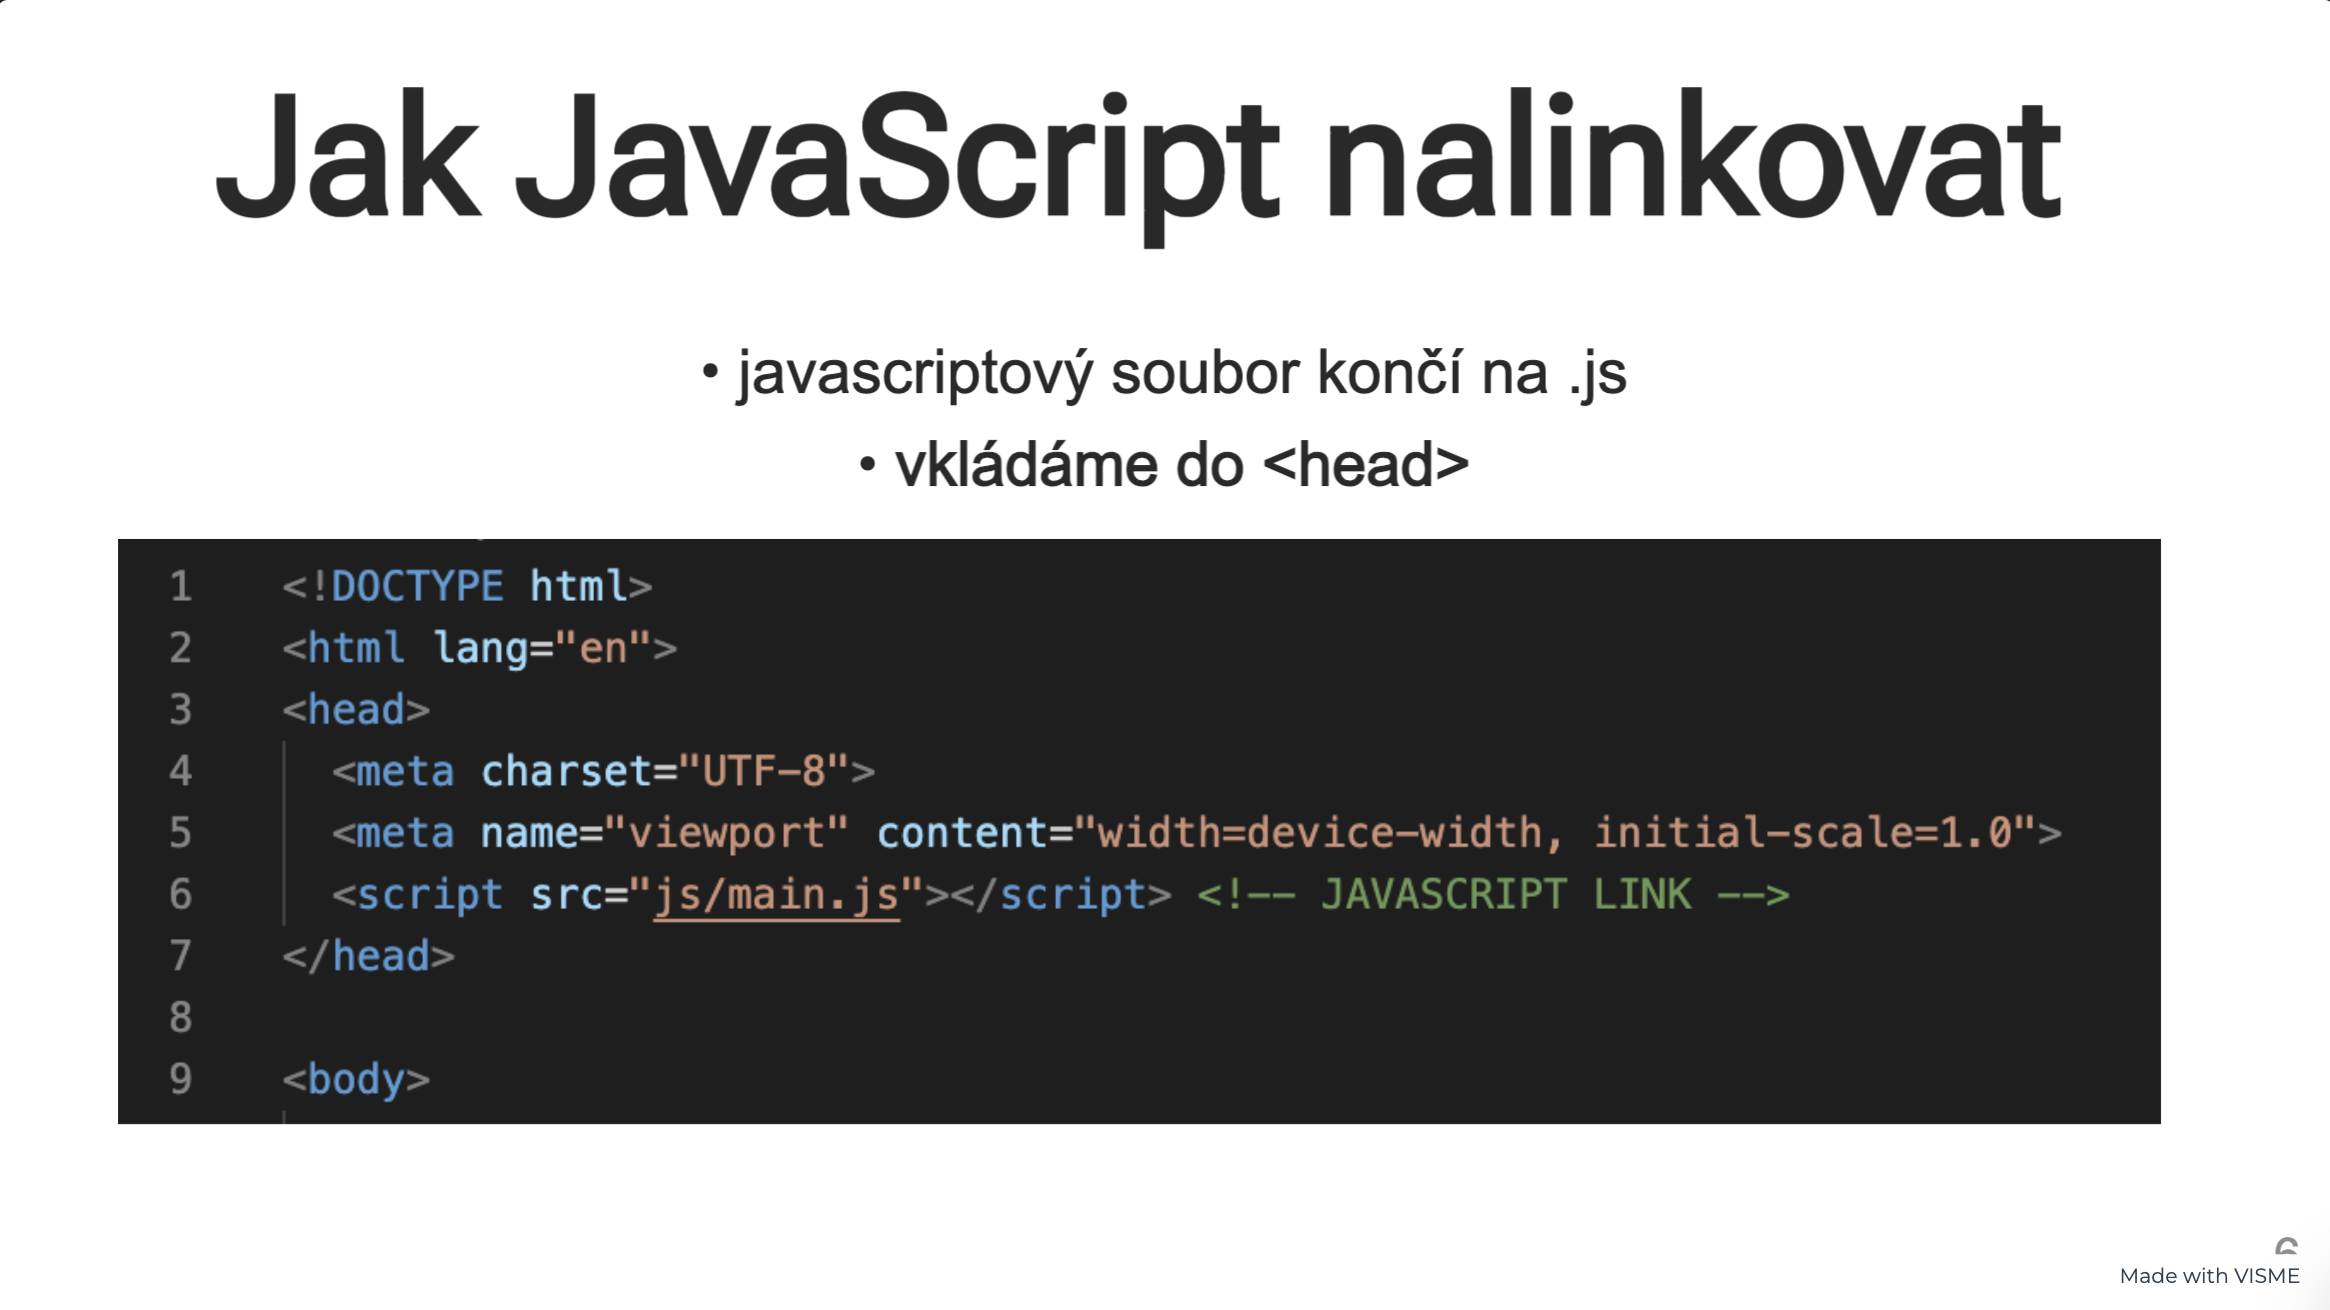 Jak JavaScript nalinkovat
• javascriptový soubor končí na .js
• vkládáme do <head>
1 <!DOCTYPE html>
2 <html lang="en">
3 <head>
4 <meta charset="UTF-8">
5 <meta name="viewport" content="width=device-width, initial-scale=1.0">
6 <script src="js/main.js"></script> <!-- JAVASCRIPT LINK -->
7 </head>
8
9 <body>
6
Made with VISME